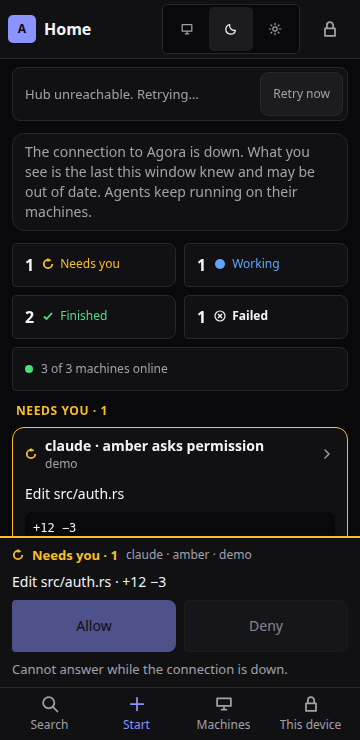 A Home
Hub unreachable. Retrying...
Retry now
The connection to Agora is down. What you
see is the last this window knew and may be
out of date. Agents keep running on their
machines.
1 Needs you
1 Working
2 Finished
1 Failed
3 of 3 machines online
NEEDS YOU · 1
claude · amber asks permission
demo
Edit src/auth.rs
+12 −3
Needs you · 1 claude · amber · demo
Edit src/auth.rs · +12 −3
Allow
Deny
Cannot answer while the connection is down.
Search
Start
Machines
This device